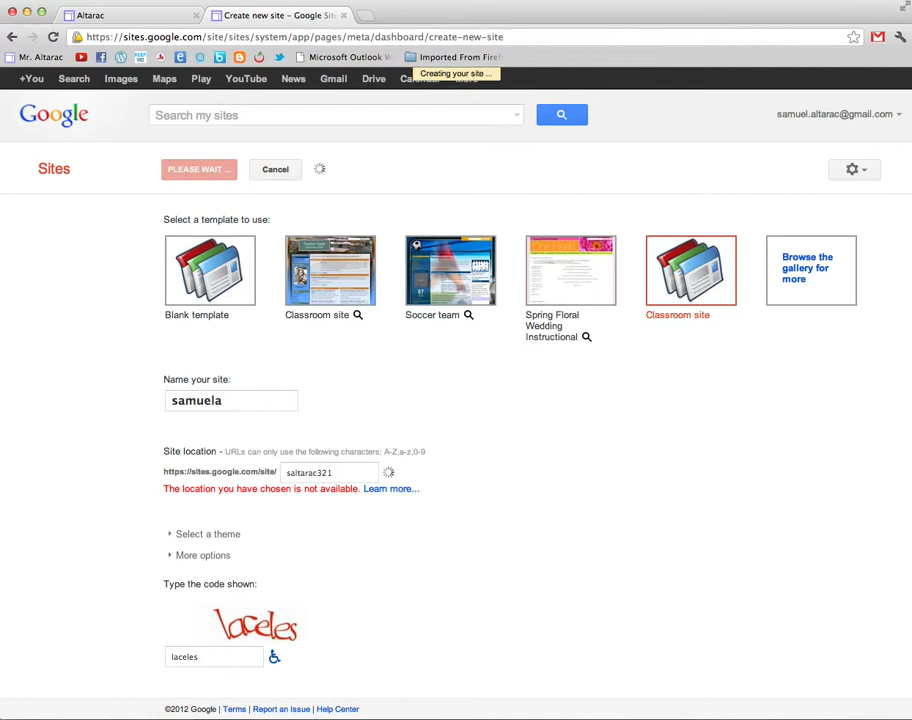 Altarac
Create new site - Google Sit
https://sites.google.com/site/sites/system/app/pages/meta/dashboard/create-new-site
Mr. Altarac
Microsoft Outlook W
Imported From Firef
Creating your site ...
+You Search Images Maps Play YouTube News Gmail Drive
Google
Search my sites
samuel.altarac@gmail.com
Sites
PLEASE WAIT ...
Cancel
Select a template to use:
Browse the
gallery for
more
Blank template
Classroom site
Soccer team
Spring Floral
Wedding
Instructional
Classroom site
Name your site:
samuela
Site location - URLs can only use the following characters: A-Z,a-z,0-9
https://sites.google.com/site/ saltarac321
The location you have chosen is not available. Learn more...
Select a theme
More options
Type the code shown:
laceles
laceles
©2012 Google | Terms | Report an Issue | Help Center